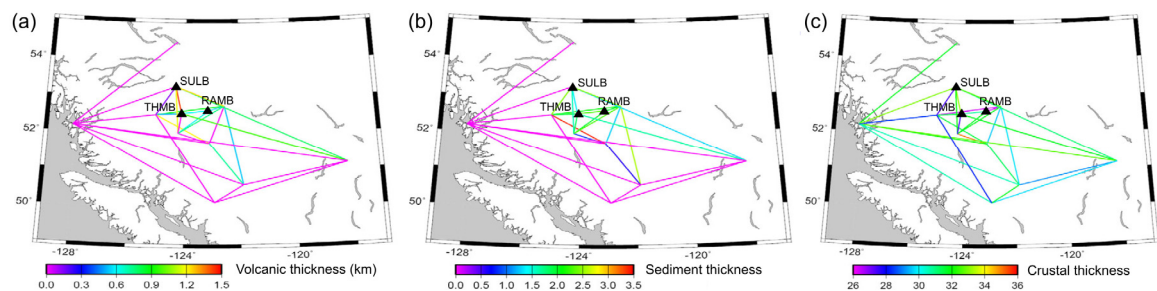 (a)
54°
52°
50°
SULB
THMB
RAMB
-128°
-124°
-120°
0.0 0.3 0.6 0.9 1.2 1.5
Volcanic thickness (km)
(b)
54°
52°
50°
SULB
THMB
RAMB
-128°
-124°
-120°
0.0 0.5 1.0 1.5 2.0 2.5 3.0 3.5
Sediment thickness
(c)
54°
52°
50°
SULB
THMB
RAMB
-128°
-124°
-120°
26 28 30 32 34 36
Crustal thickness